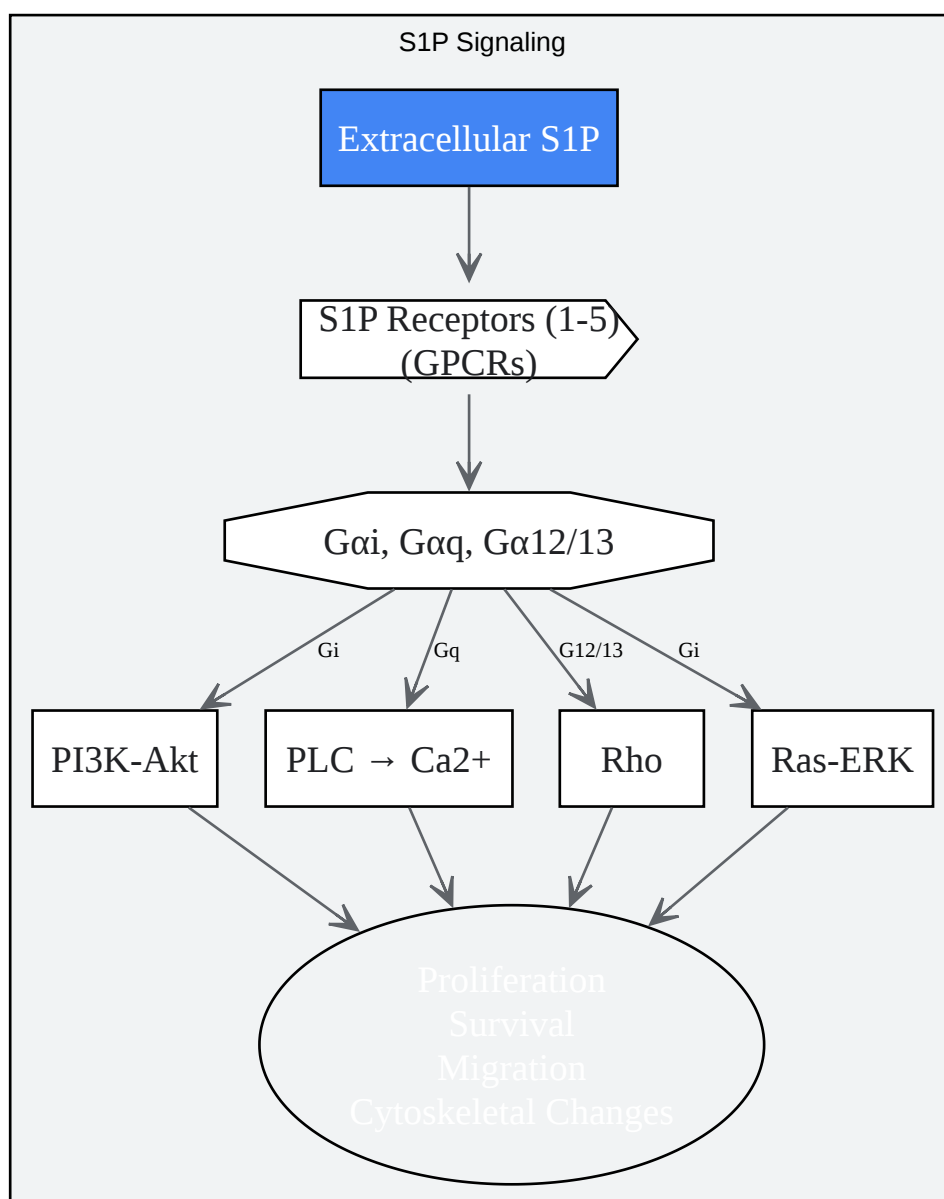 S1P Signaling
Extracellular S1P
S1P Receptors (1-5)
(GPCRs)
Gαi, Gαq, Gα12/13
Gi
Gq
G12/13
Gi
PI3K-Akt
PLC → Ca2+
Rho
Ras-ERK
Proliferation
Survival
Migration
Cytoskeletal Changes